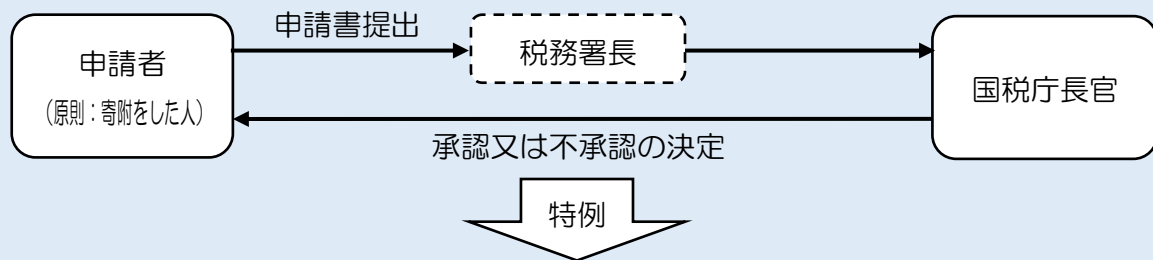 申請書提出
申請者
(原則:寄附をした人)
税務署長
国税庁長官
承認又は不承認の決定
特例